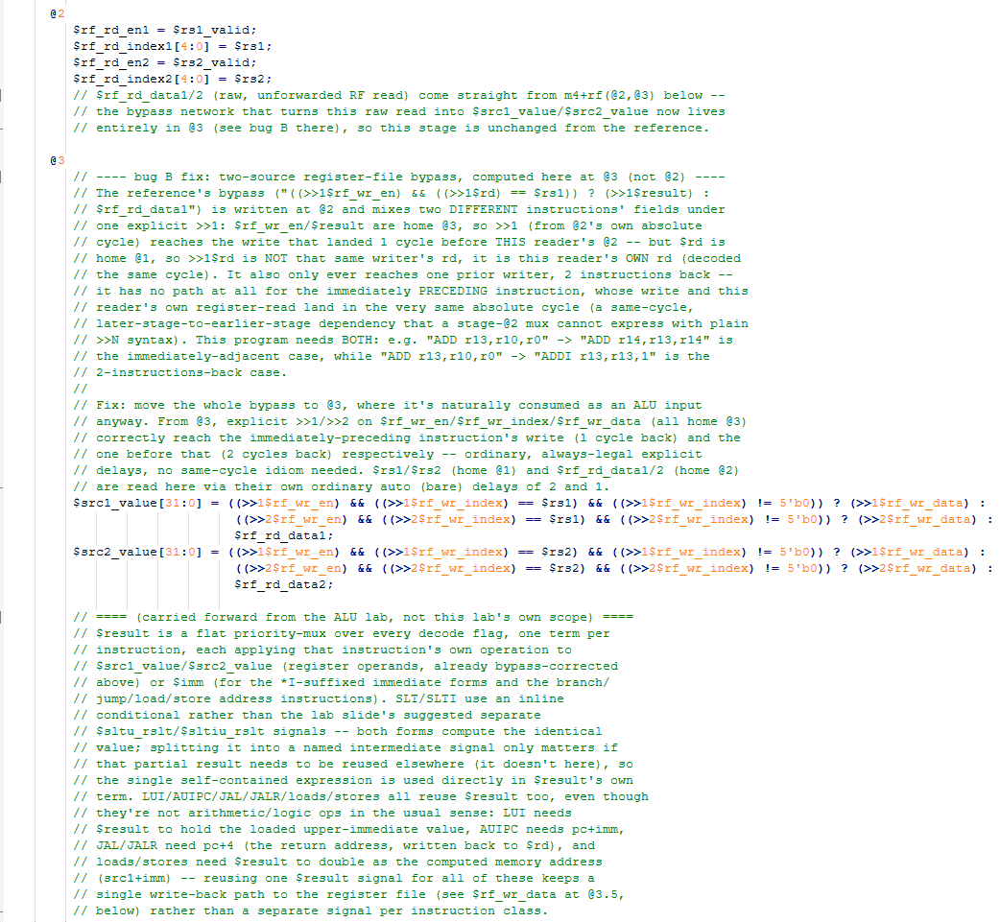 @2
$rf_rd_en1 = $rs1_valid;
$rf_rd_index1[4:0] = $rs1;
$rf_rd_en2 = $rs2_valid;
$rf_rd_index2[4:0] = $rs2;
// $rf_rd_data1/2 (raw, unforwarded RF read) come straight from m4+rf(@2,@3) below --
// the bypass network that turns this raw read into $src1_value/$src2_value now lives
// entirely in @3 (see bug B there), so this stage is unchanged from the reference.
@3
// ---- bug B fix: two-source register-file bypass, computed here at @3 (not @2) ----
// The reference's bypass ("((>>1$rf_wr_en) && ((>>1$rd) == $rs1)) ? (>>1$result) :
// $rf_rd_data1") is written at @2 and mixes two DIFFERENT instructions' fields under
// one explicit >>1: $rf_wr_en/$result are home @3, so >>1 (from @2's own absolute
// cycle) reaches the write that landed 1 cycle before THIS reader's @2 -- but $rd is
// home @1, so >>1$rd is NOT that same writer's rd, it is this reader's OWN rd (decoded
// the same cycle). It also only ever reaches one prior writer, 2 instructions back --
// it has no path at all for the immediately PRECEDING instruction, whose write and this
// reader's own register-read land in the very same absolute cycle (a same-cycle,
// later-stage-to-earlier-stage dependency that a stage-@2 mux cannot express with plain
// >>N syntax). This program needs BOTH: e.g. "ADD r13,r10,r0" -> "ADD r14,r13,r14" is
// the immediately-adjacent case, while "ADD r13,r10,r0" -> "ADDI r13,r13,1" is the
// 2-instructions-back case.
//
// Fix: move the whole bypass to @3, where it's naturally consumed as an ALU input
// anyway. From @3, explicit >>1/>>2 on $rf_wr_en/$rf_wr_index/$rf_wr_data (all home @3)
// correctly reach the immediately-preceding instruction's write (1 cycle back) and the
// one before that (2 cycles back) respectively -- ordinary, always-legal explicit
// delays, no same-cycle idiom needed. $rs1/$rs2 (home @1) and $rf_rd_data1/2 (home @2)
// are read here via their own ordinary auto (bare) delays of 2 and 1.
$src1_value[31:0] = ((>>1$rf_wr_en) && ((>>1$rf_wr_index) == $rs1) && ((>>1$rf_wr_index) != 5'b0)) ? (>>1$rf_wr_data) :
((>>2$rf_wr_en) && ((>>2$rf_wr_index) == $rs1) && ((>>2$rf_wr_index) != 5'b0)) ? (>>2$rf_wr_data) :
$rf_rd_data1;
$src2_value[31:0] = ((>>1$rf_wr_en) && ((>>1$rf_wr_index) == $rs2) && ((>>1$rf_wr_index) != 5'b0)) ? (>>1$rf_wr_data) :
((>>2$rf_wr_en) && ((>>2$rf_wr_index) == $rs2) && ((>>2$rf_wr_index) != 5'b0)) ? (>>2$rf_wr_data) :
$rf_rd_data2;
// ==== (carried forward from the ALU lab, not this lab's own scope) ====
// $result is a flat priority-mux over every decode flag, one term per
// instruction, each applying that instruction's own operation to
// $src1_value/$src2_value (register operands, already bypass-corrected
// above) or $imm (for the *I-suffixed immediate forms and the branch/
// jump/load/store address instructions). SLT/SLTI use an inline
// conditional rather than the lab slide's suggested separate
// $sltu_rslt/$sltiu_rslt signals -- both forms compute the identical
// value; splitting it into a named intermediate signal only matters if
// that partial result needs to be reused elsewhere (it doesn't here), so
// the single self-contained expression is used directly in $result's own
// term. LUI/AUIPC/JAL/JALR/loads/stores all reuse $result too, even though
// they're not arithmetic/logic ops in the usual sense: LUI needs
// $result to hold the loaded upper-immediate value, AUIPC needs pc+imm,
// JAL/JALR need pc+4 (the return address, written back to $rd), and
// loads/stores need $result to double as the computed memory address
// (src1+imm) -- reusing one $result signal for all of these keeps a
// single write-back path to the register file (see $rf_wr_data at @3.5,
// below) rather than a separate signal per instruction class.